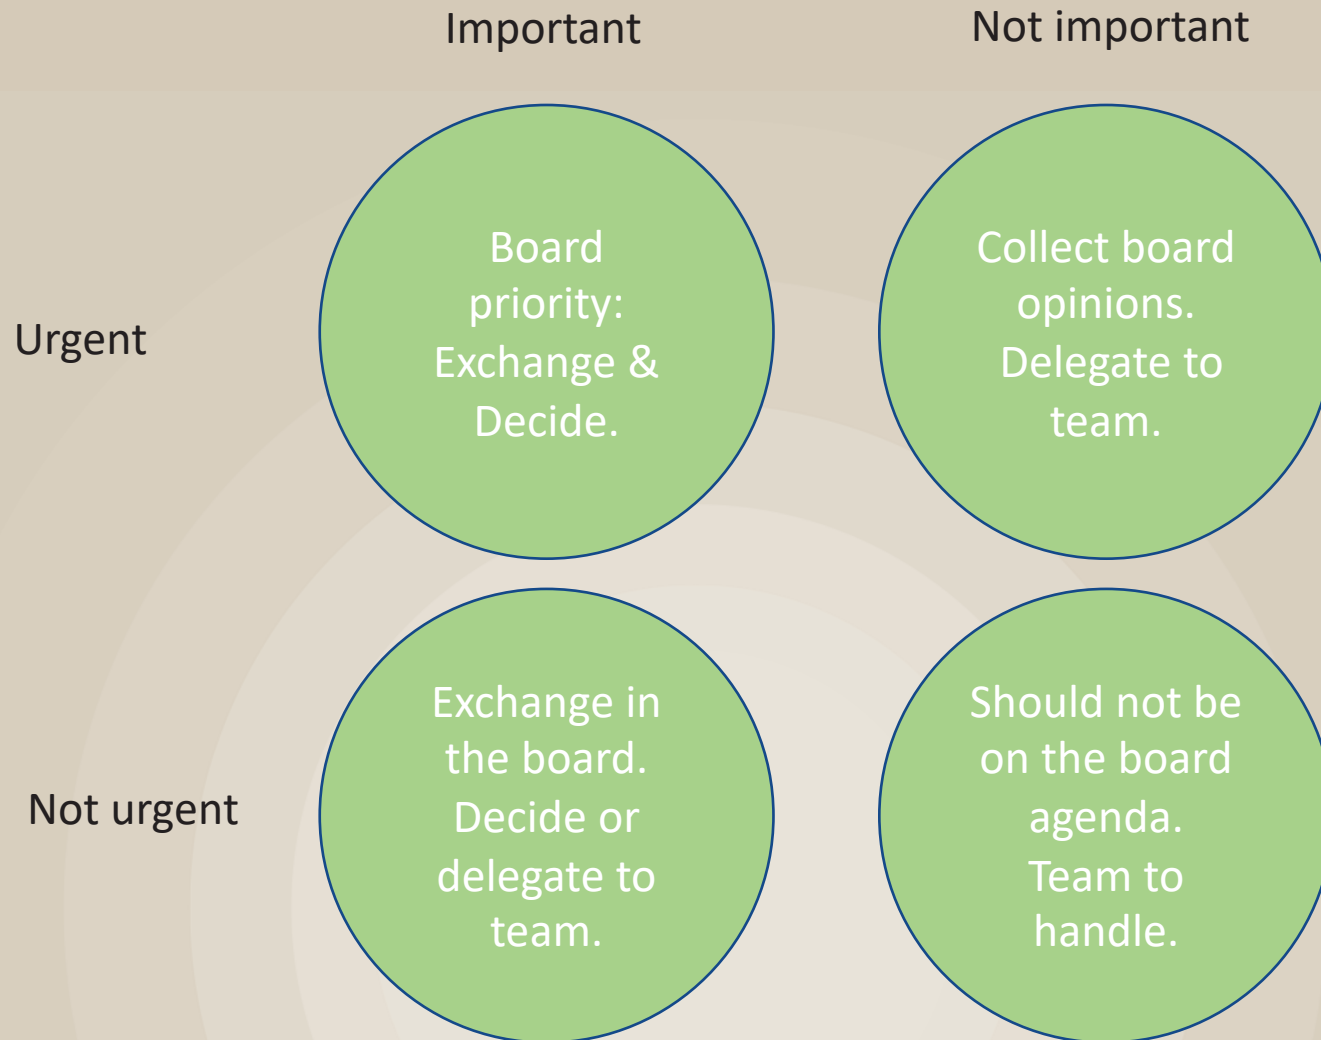 Important
Not important
Urgent
Board
priority:
Exchange &
Decide.
Collect board
opinions.
Delegate to
team.
Not urgent
Exchange in
the board.
Decide or
delegate to
team.
Should not be
on the board
agenda.
Team to
handle.